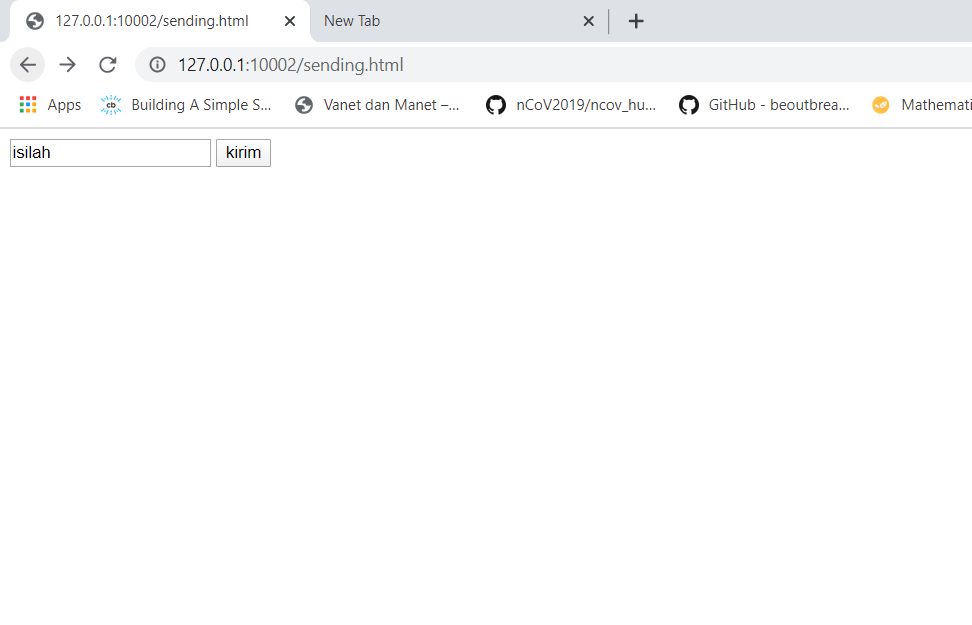 127.0.0.1:10002/sending.html New Tab
127.0.0.1:10002/sending.html
Apps cb Building A Simple S... Vanet dan Manet –... nCoV2019/ncov_hu... GitHub - beoutbrea... Mathemati
isilah kirim